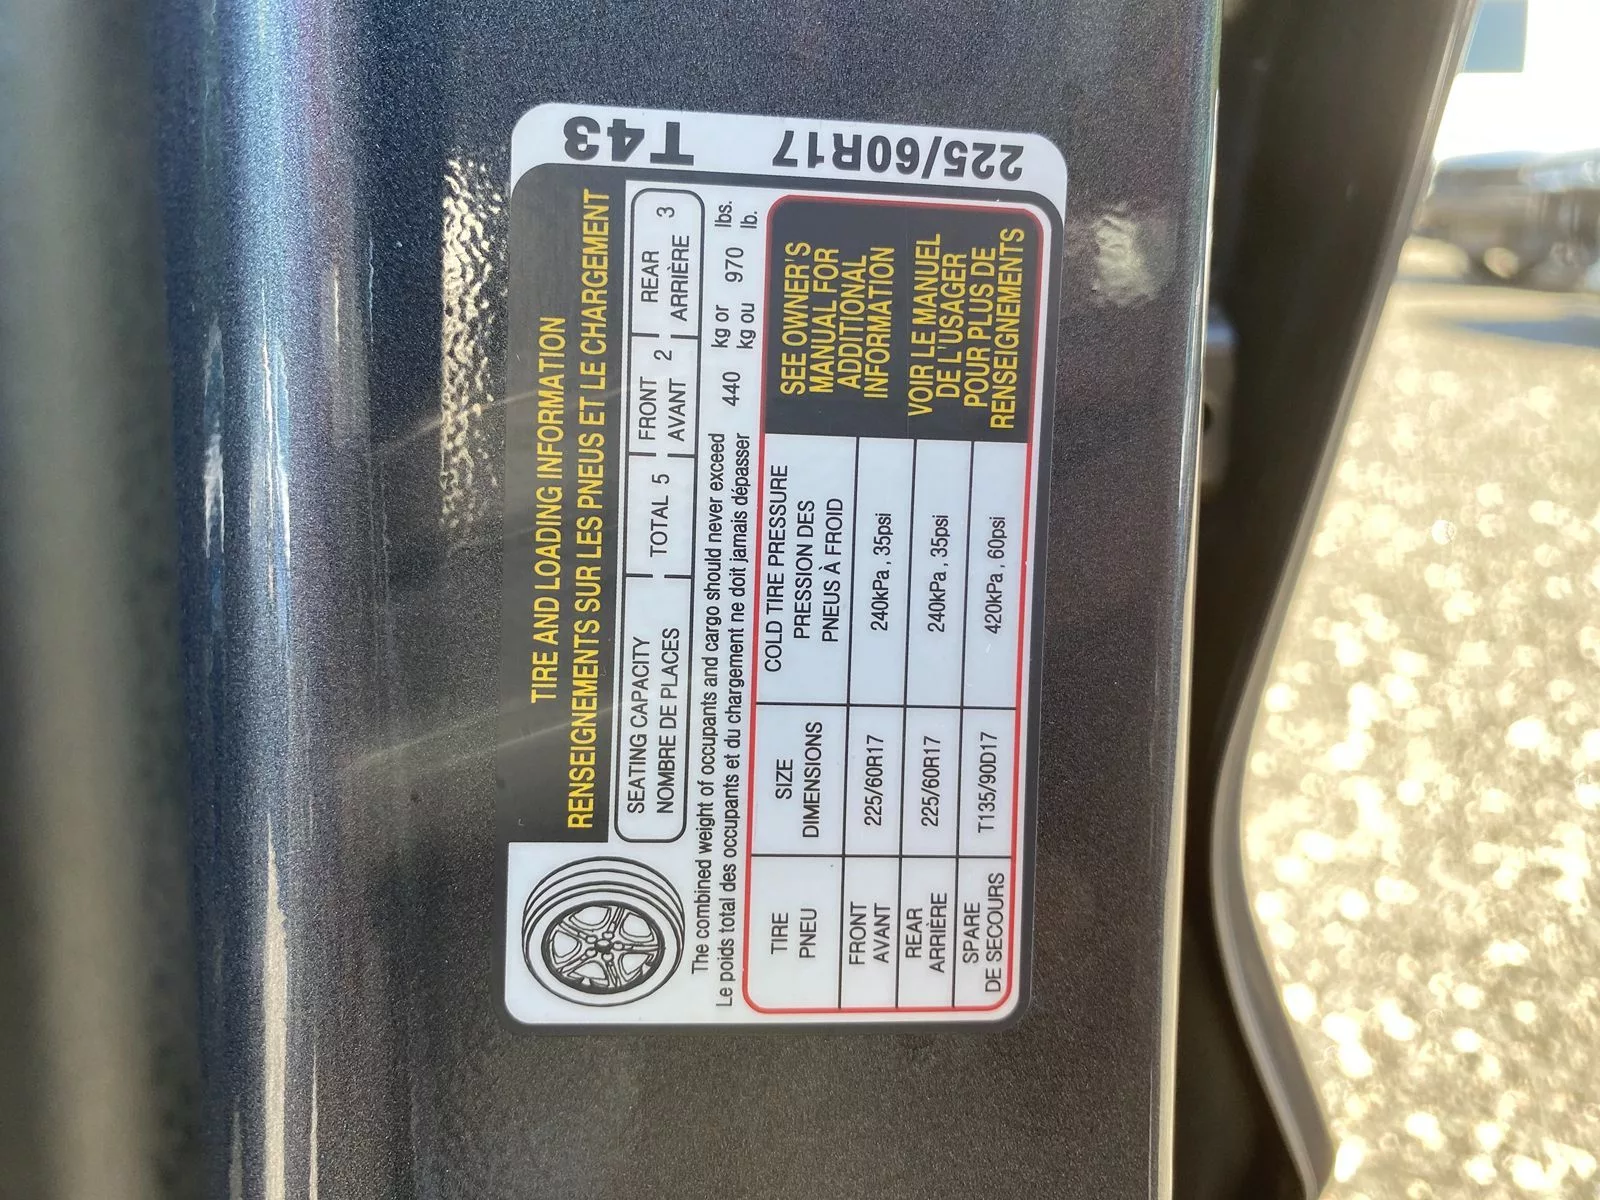 T43
225/60R17
TIRE AND LOADING INFORMATION
RENSEIGNEMENTS SUR LES PNEUS ET LE CHARGEMENT
SEATING CAPACITY
NOMBRE DE PLACES
TOTAL 5
FRONT
AVANT 2
REAR
ARRIÈRE 3
The combined weight of occupants and cargo should never exceed 440 kg or 970 lbs.
Le poids total des occupants et du chargement ne doit jamais dépasser kg ou lb.
TIRE
PNEU
SIZE
DIMENSIONS
COLD TIRE PRESSURE
PRESSION DES
PNEUS À FROID
FRONT
AVANT
225/60R17
240kPa , 35psi
REAR
ARRIÈRE
225/60R17
240kPa , 35psi
SPARE
DE SECOURS
T135/90D17
420kPa , 60psi
SEE OWNER'S
MANUAL FOR
ADDITIONAL
INFORMATION
VOIR LE MANUEL
DE L'USAGER
POUR PLUS DE
RENSEIGNEMENTS